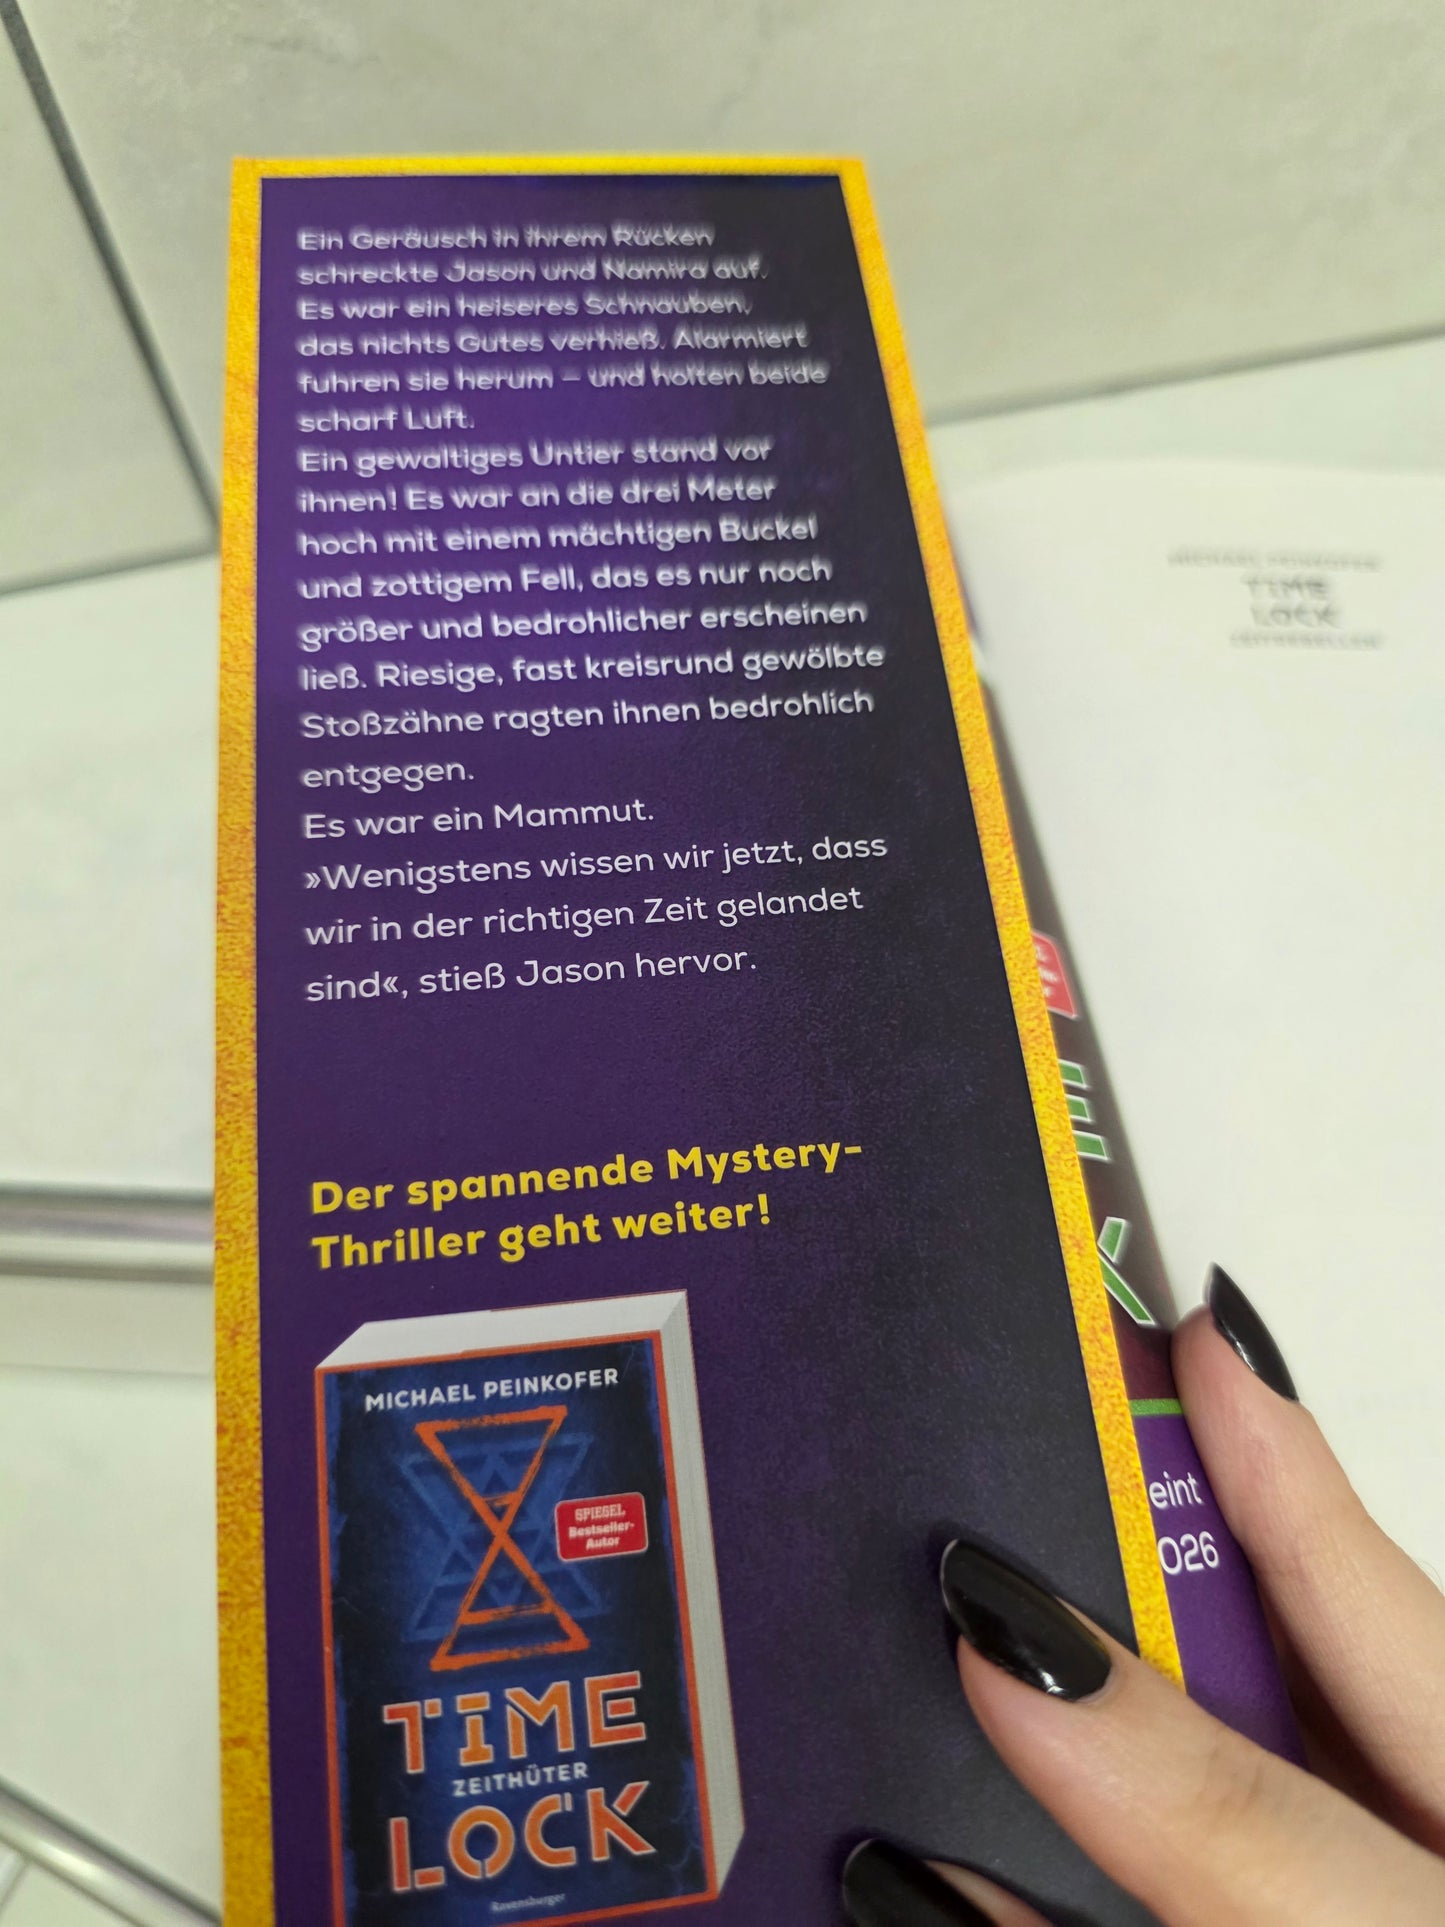 Ein Geräusch in ihrem Rücken
schreckte Jason und Namira auf.
Es war ein heiseres Schnauben,
das nichts Gutes verhieß. Alarmiert
fuhren sie herum – und holten beide
scharf Luft.
Ein gewaltiges Untier stand vor
ihnen! Es war an die drei Meter
hoch mit einem mächtigen Buckel
und zottigem Fell, das es nur noch
größer und bedrohlicher erscheinen
ließ. Riesige, fast kreisrund gewölbte
Stoßzähne ragten ihnen bedrohlich
entgegen.
Es war ein Mammut.
»Wenigstens wissen wir jetzt, dass
wir in der richtigen Zeit gelandet
sind«, stieß Jason hervor.
Der spannende Mystery-
Thriller geht weiter!
MICHAEL PEINKOFER
SPIEGEL
Bestseller-
Autor
TIME
ZEITHÜTER
LOCK
Ravensburger
MICHAEL PEINKOFER
TIME
LOCK
E
K
eint
026